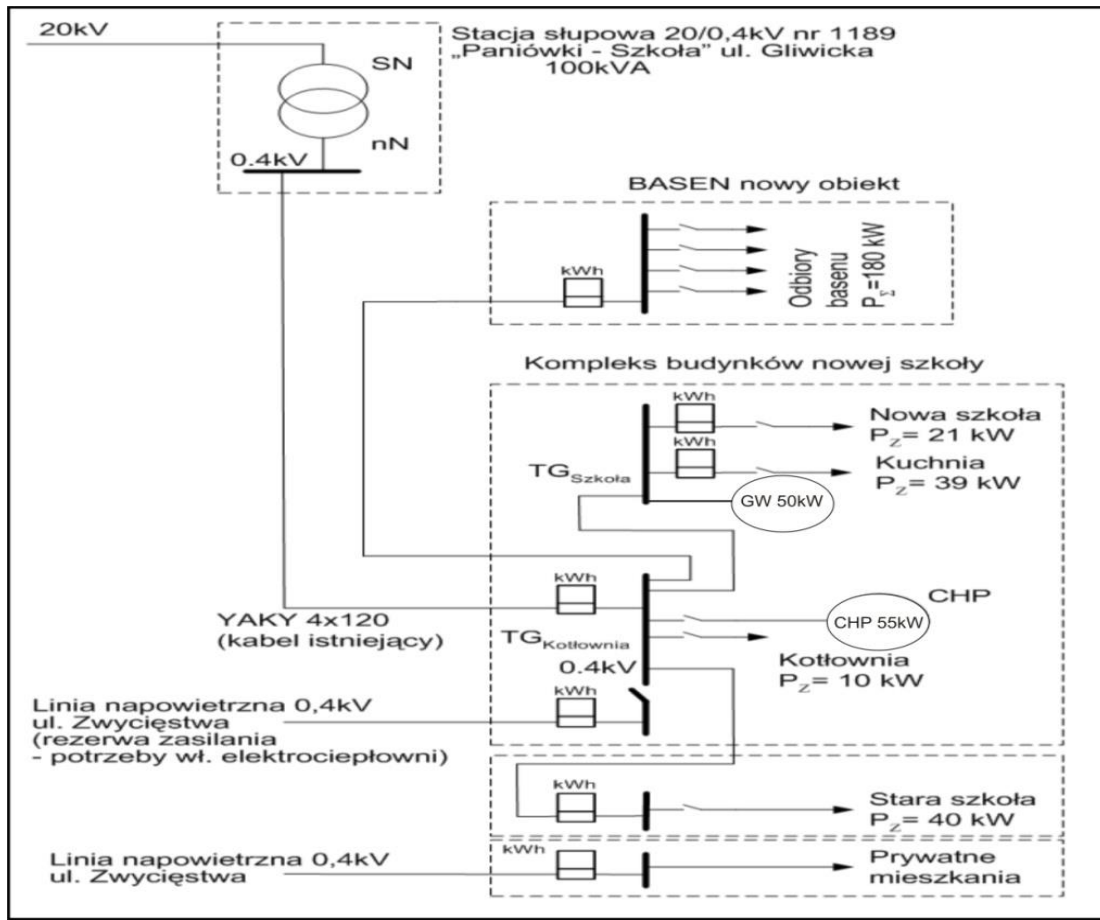 20kV
Stacja słupowa 20/0,4kV nr 1189
„Paniówki - Szkoła" ul. Gliwicka
100kVA
SN
nN
0.4kV
BASEN nowy obiekt
kWh
Odbiory
basenu
PΣ=180 kW
Kompleks budynków nowej szkoły
kWh
Nowa szkoła
PZ= 21 kW
kWh
Kuchnia
PZ= 39 kW
TGSzkoła
GW 50kW
kWh
YAKY 4x120
(kabel istniejący)
TGKotłownia
0.4kV
CHP
CHP 55kW
Kotłownia
PZ= 10 kW
kWh
Linia napowietrzna 0,4kV
ul. Zwycięstwa
(rezerwa zasilania
- potrzeby wł. elektrociepłowni)
kWh
Stara szkoła
PZ= 40 kW
kWh
Linia napowietrzna 0,4kV
ul. Zwycięstwa
Prywatne
mieszkania